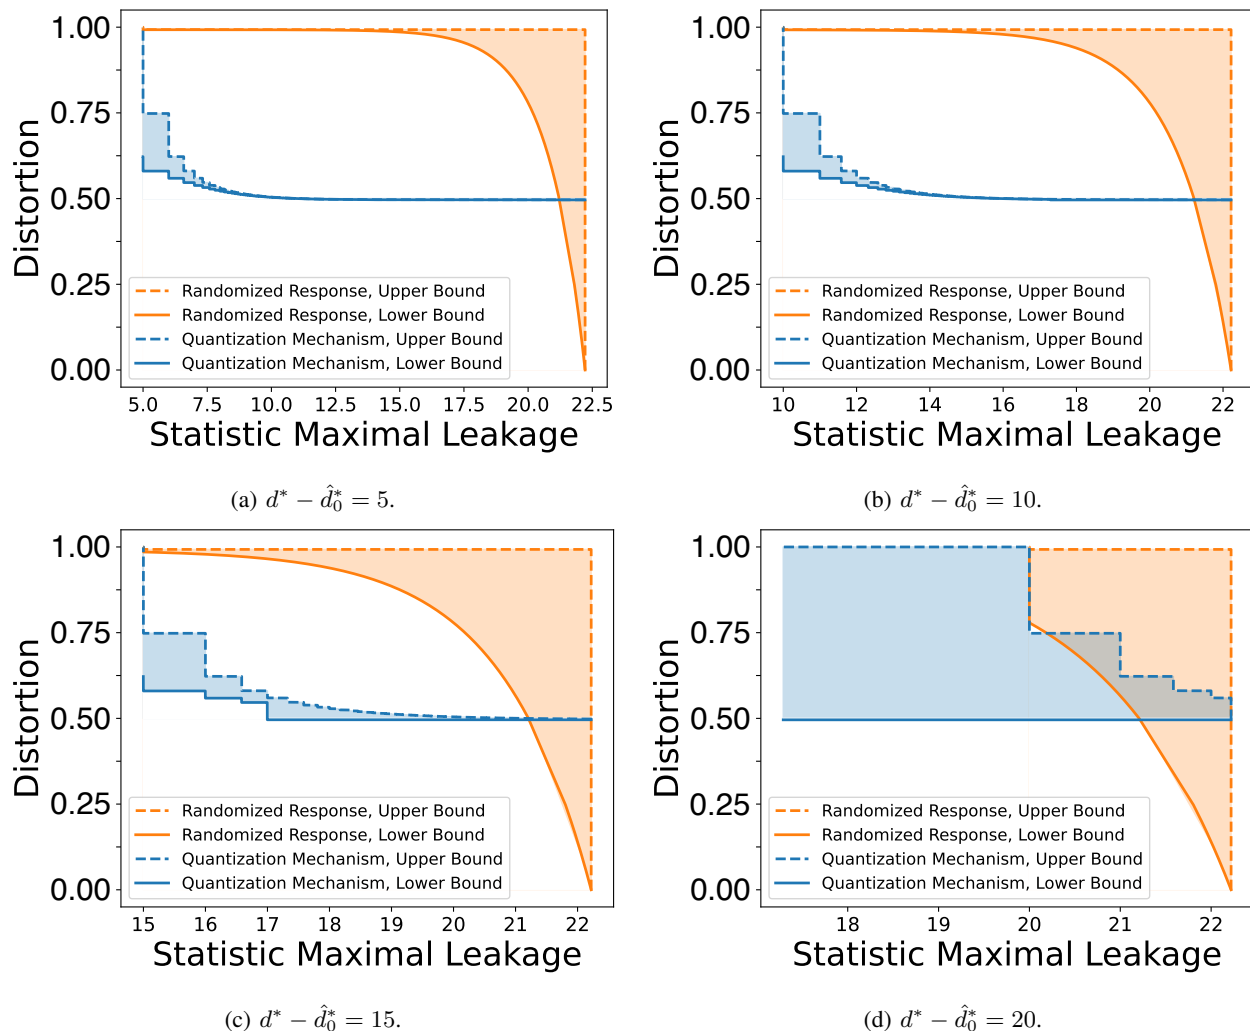 1.00
0.75
0.50
0.25
0.00
Distortion
Randomized Response, Upper Bound
Randomized Response, Lower Bound
Quantization Mechanism, Upper Bound
Quantization Mechanism, Lower Bound
5.0 7.5 10.0 12.5 15.0 17.5 20.0 22.5
Statistic Maximal Leakage
(a) d* − d̂₀* = 5.
1.00
0.75
0.50
0.25
0.00
Distortion
Randomized Response, Upper Bound
Randomized Response, Lower Bound
Quantization Mechanism, Upper Bound
Quantization Mechanism, Lower Bound
10 12 14 16 18 20 22
Statistic Maximal Leakage
(b) d* − d̂₀* = 10.
1.00
0.75
0.50
0.25
0.00
Distortion
Randomized Response, Upper Bound
Randomized Response, Lower Bound
Quantization Mechanism, Upper Bound
Quantization Mechanism, Lower Bound
15 16 17 18 19 20 21 22
Statistic Maximal Leakage
(c) d* − d̂₀* = 15.
1.00
0.75
0.50
0.25
0.00
Distortion
Randomized Response, Upper Bound
Randomized Response, Lower Bound
Quantization Mechanism, Upper Bound
Quantization Mechanism, Lower Bound
18 19 20 21 22
Statistic Maximal Leakage
(d) d* − d̂₀* = 20.